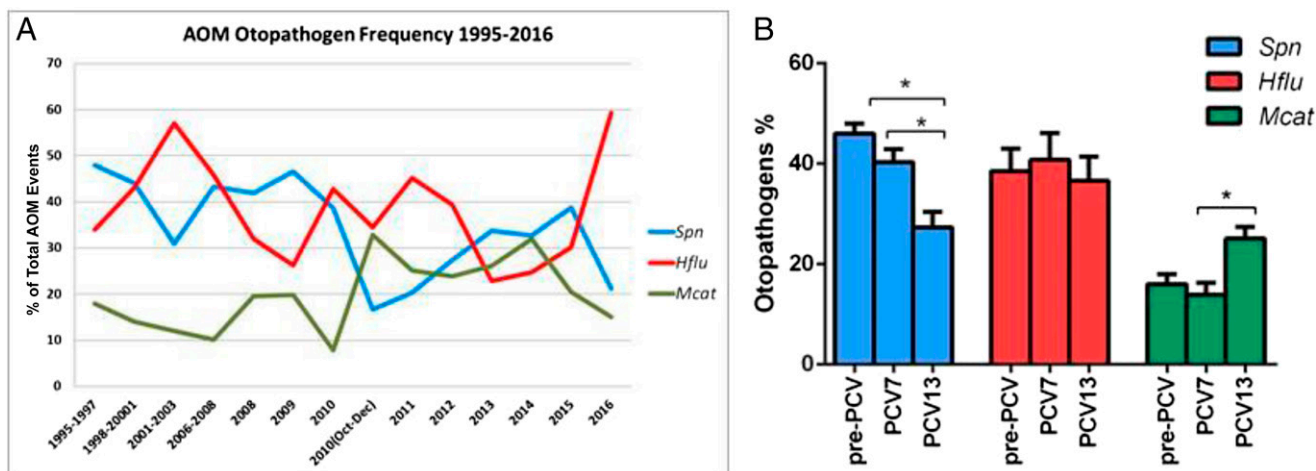 A
AOM Otopathogen Frequency 1995-2016
% of Total AOM Events
70
60
50
40
30
20
10
0
1995-1997
1998-20001
2001-2003
2006-2008
2008
2009
2010
2010(Oct-Dec)
2011
2012
2013
2014
2015
2016
Spn
Hflu
Mcat
B
Otopathogens %
60
40
20
0
*
*
*
pre-PCV
PCV7
PCV13
pre-PCV
PCV7
PCV13
pre-PCV
PCV7
PCV13
Spn
Hflu
Mcat